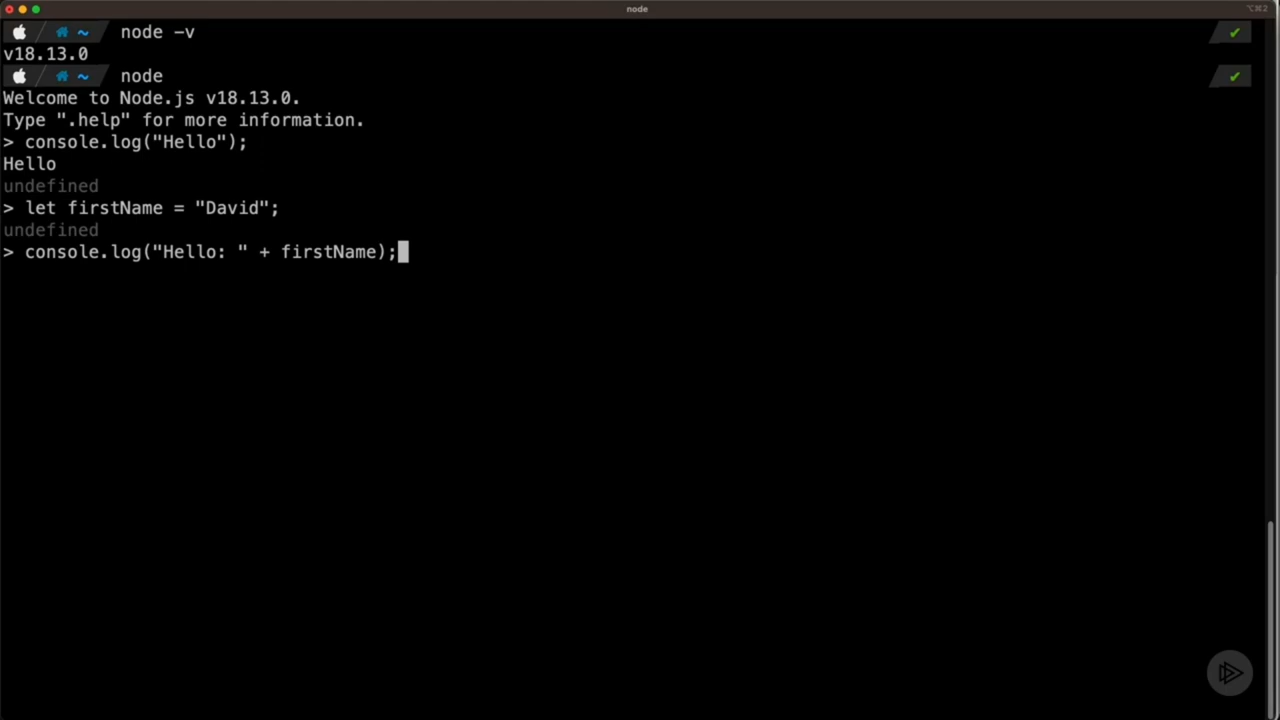 node
⌥⌘2
~ node -v
v18.13.0
~ node
Welcome to Node.js v18.13.0.
Type ".help" for more information.
> console.log("Hello");
Hello
undefined
> let firstName = "David";
undefined
> console.log("Hello: " + firstName);